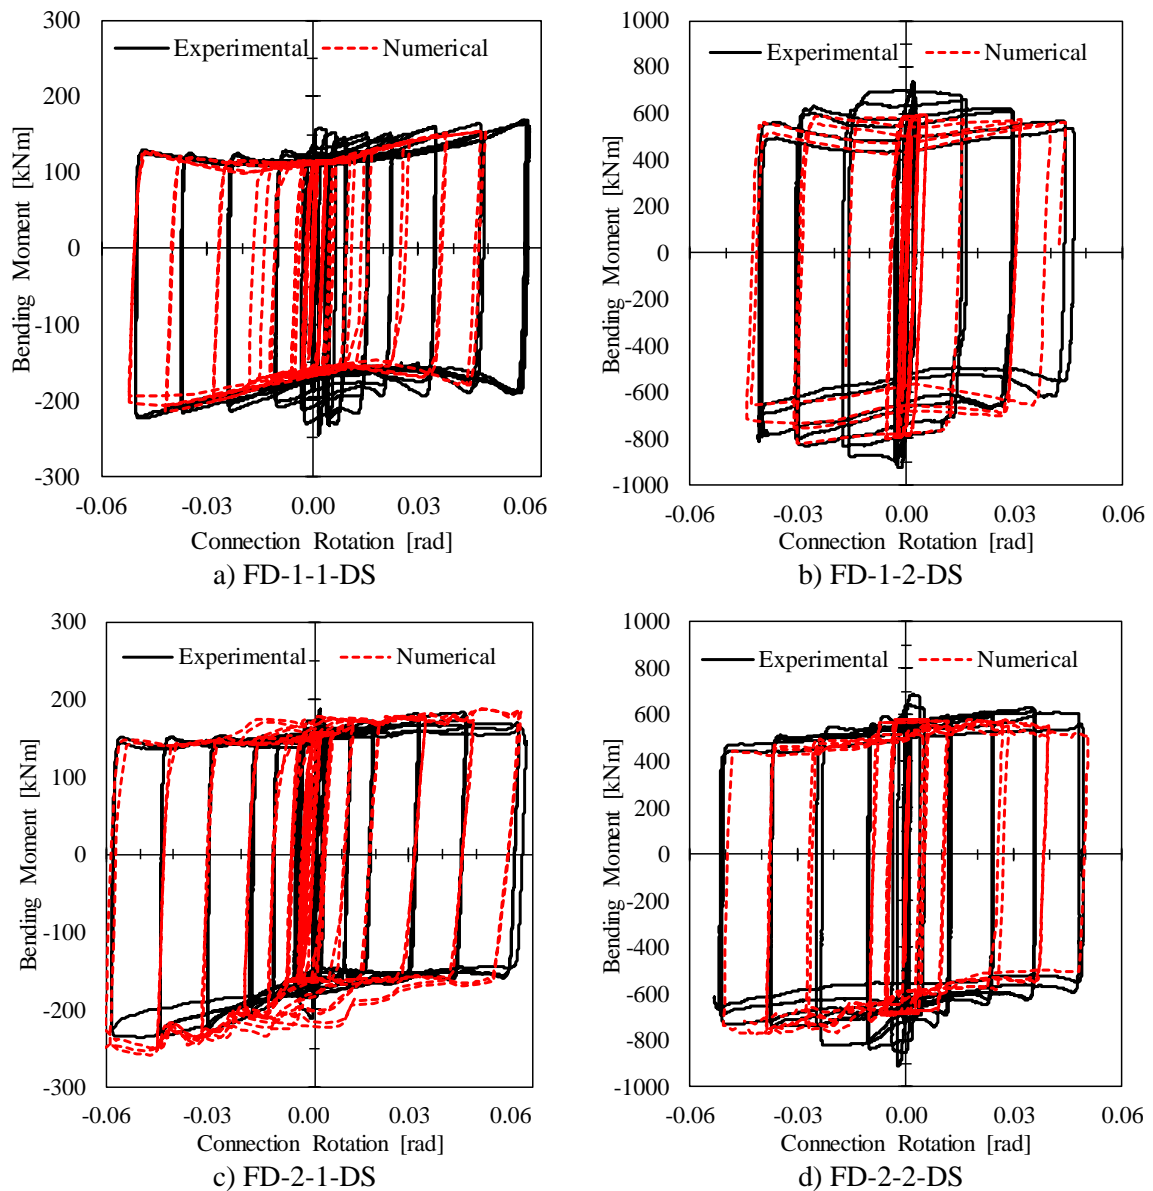 300
200
100
0
-100
-200
-300
Bending Moment [kNm]
Experimental Numerical
-0.06 -0.03 0.00 0.03 0.06
Connection Rotation [rad]
a) FD-1-1-DS
1000
800
600
400
200
0
-200
-400
-600
-800
-1000
Bending Moment [kNm]
Experimental Numerical
-0.06 -0.03 0.00 0.03 0.06
Connection Rotation [rad]
b) FD-1-2-DS
300
200
100
0
-100
-200
-300
Bending Moment [kNm]
Experimental Numerical
-0.06 -0.03 0.00 0.03 0.06
Connection Rotation [rad]
c) FD-2-1-DS
1000
800
600
400
200
0
-200
-400
-600
-800
-1000
Bending Moment [kNm]
Experimental Numerical
-0.06 -0.03 0.00 0.03 0.06
Connection Rotation [rad]
d) FD-2-2-DS